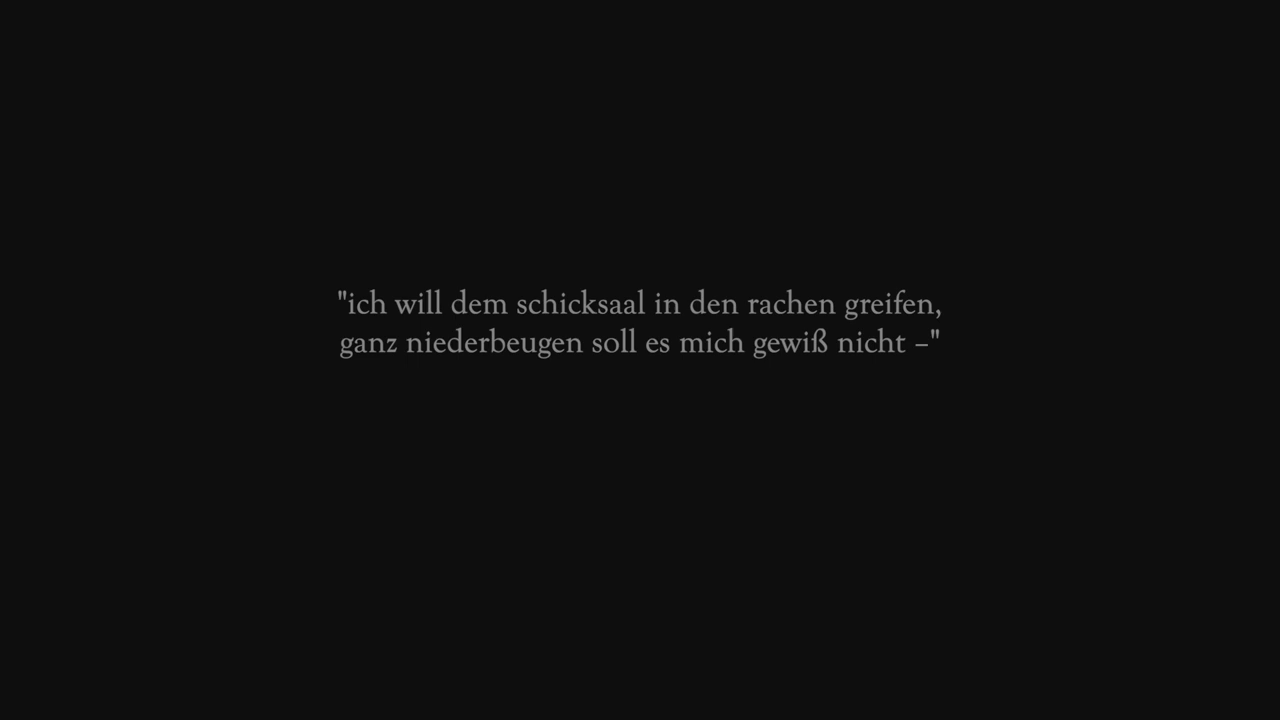 "ich will dem schicksaal in den rachen greifen,
ganz niederbeugen soll es mich gewiß nicht –"